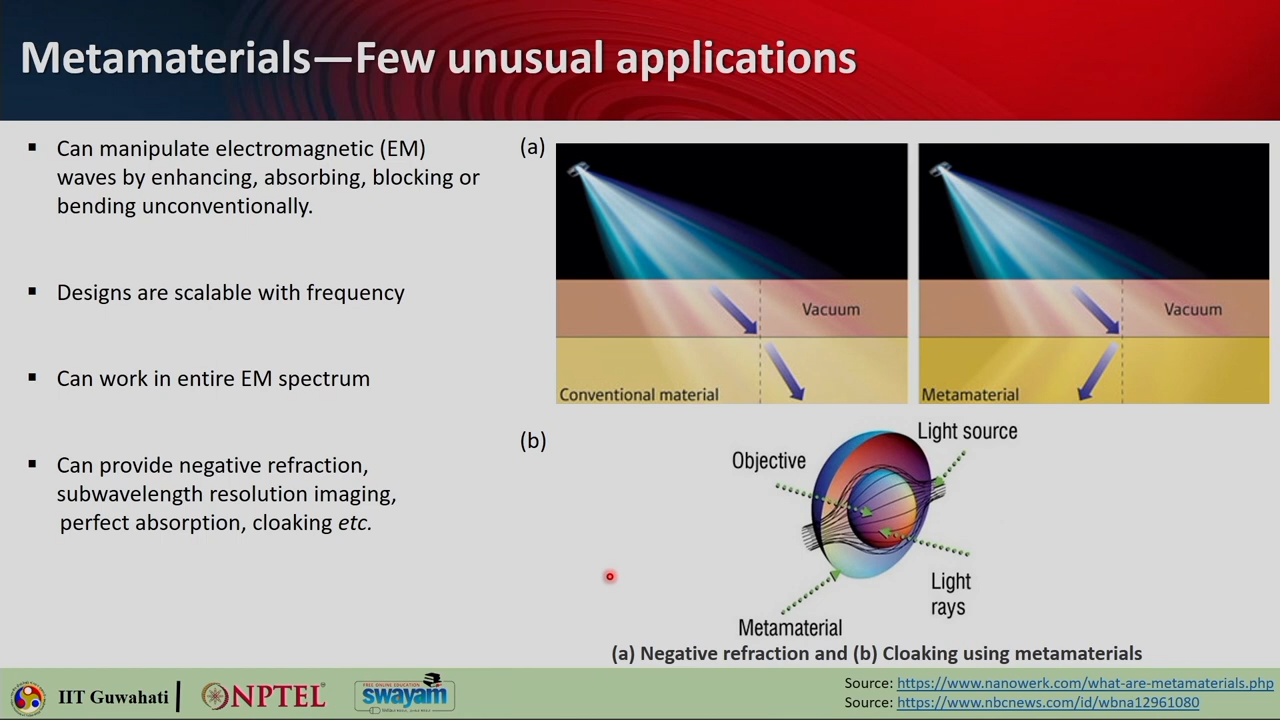 Metamaterials—Few unusual applications
▪ Can manipulate electromagnetic (EM)
waves by enhancing, absorbing, blocking or
bending unconventionally.
▪ Designs are scalable with frequency
▪ Can work in entire EM spectrum
▪ Can provide negative refraction,
subwavelength resolution imaging,
perfect absorption, cloaking etc.
(a)
Vacuum
Conventional material
Vacuum
Metamaterial
(b)
Light source
Objective
Light
rays
Metamaterial
(a) Negative refraction and (b) Cloaking using metamaterials
IIT Guwahati
NPTEL
FREE ONLINE EDUCATION
swayam
Source: https://www.nanowerk.com/what-are-metamaterials.php
Source: https://www.nbcnews.com/id/wbna12961080